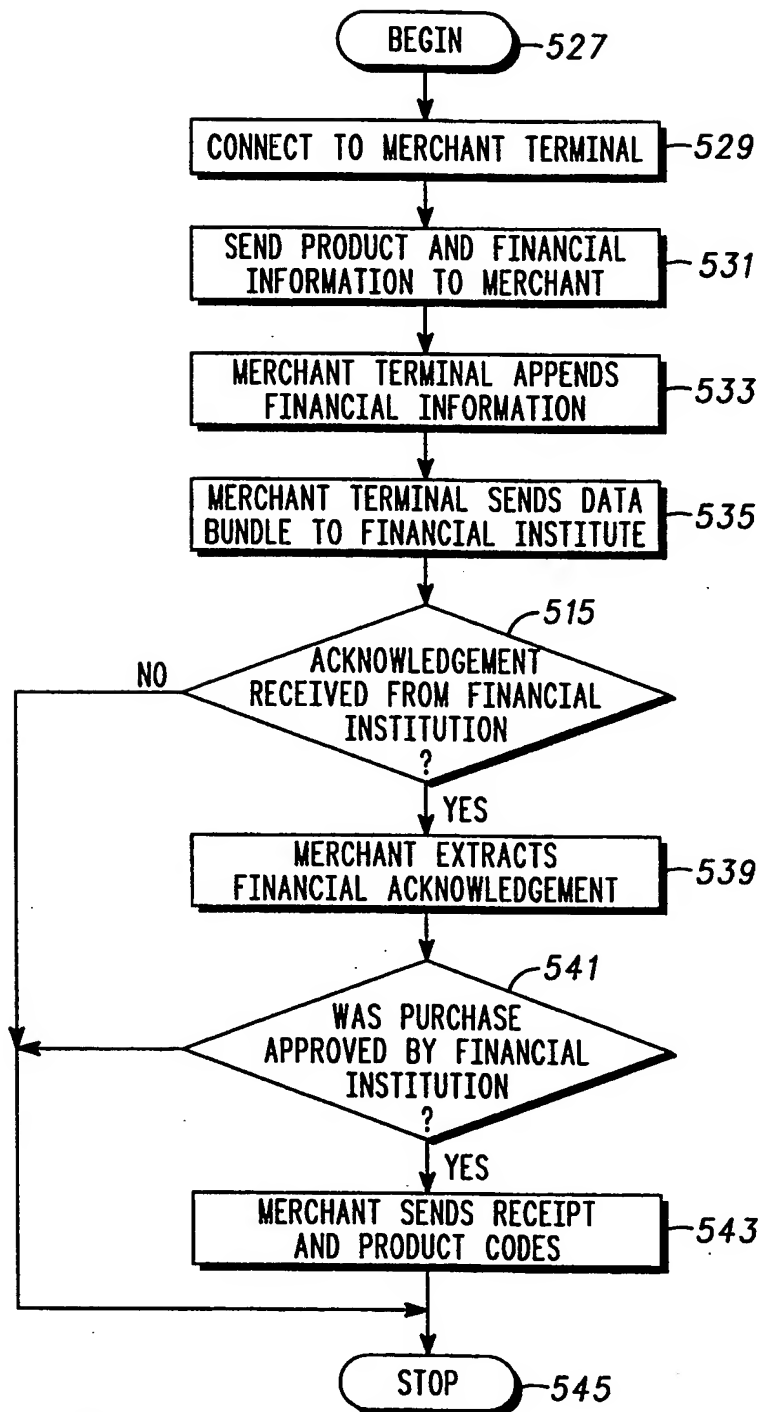 BEGIN
527
CONNECT TO MERCHANT TERMINAL
529
SEND PRODUCT AND FINANCIAL
INFORMATION TO MERCHANT
531
MERCHANT TERMINAL APPENDS
FINANCIAL INFORMATION
533
MERCHANT TERMINAL SENDS DATA
BUNDLE TO FINANCIAL INSTITUTE
535
515
ACKNOWLEDGEMENT
RECEIVED FROM FINANCIAL
INSTITUTION
?
NO
YES
MERCHANT EXTRACTS
FINANCIAL ACKNOWLEDGEMENT
539
541
WAS PURCHASE
APPROVED BY FINANCIAL
INSTITUTION
?
YES
MERCHANT SENDS RECEIPT
AND PRODUCT CODES
543
STOP
545